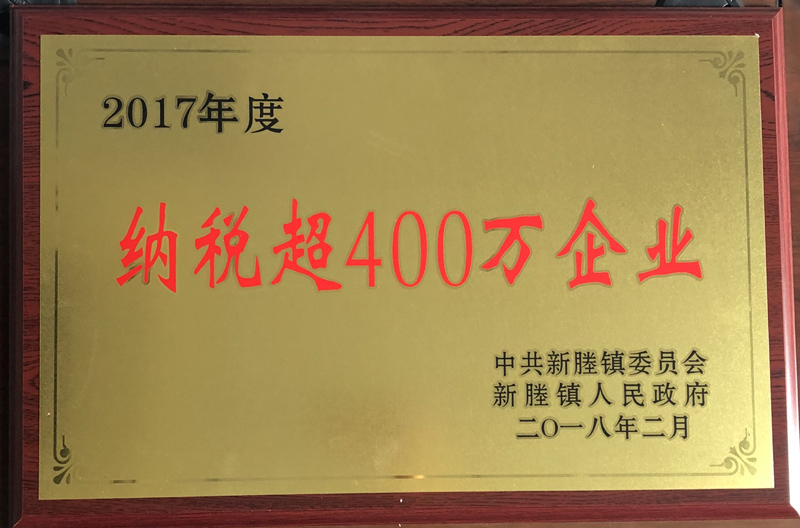 2017年度
纳税超400万企业
中共新塍镇委员会
新塍镇人民政府
二〇一八年二月